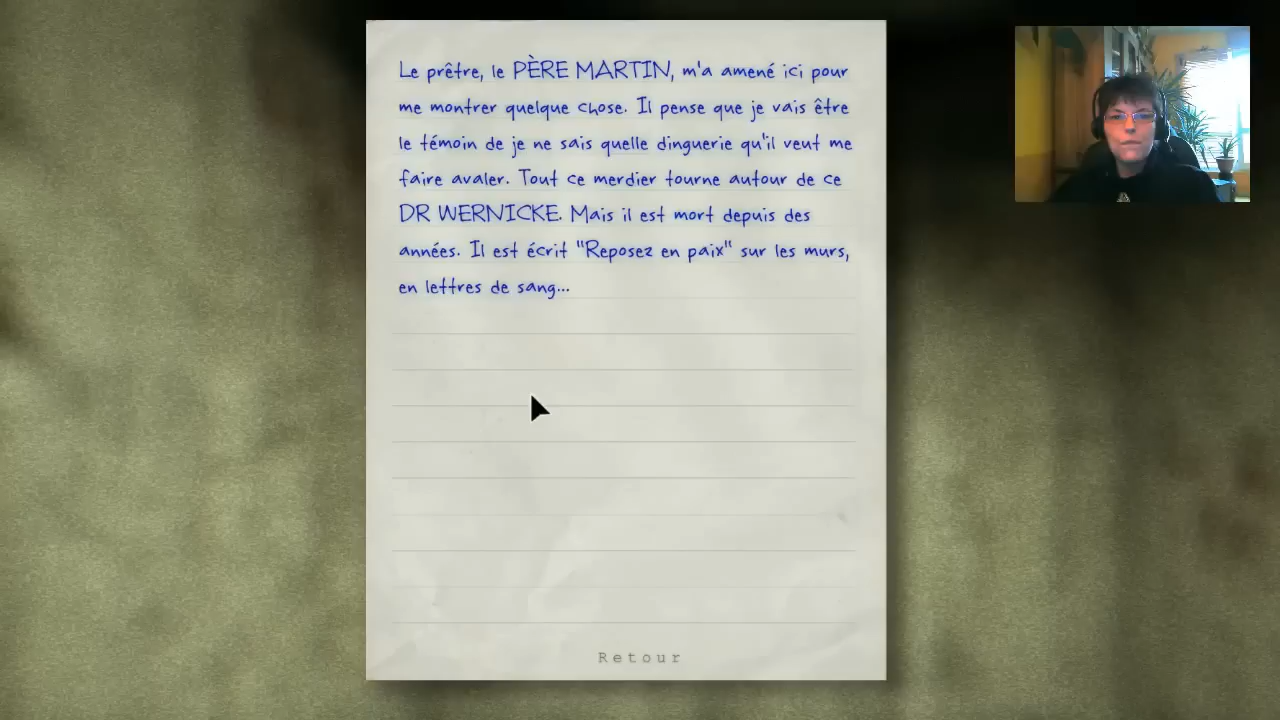 Le prêtre, le PÈRE MARTIN, m'a amené ici pour
me montrer quelque chose. Il pense que je vais être
le témoin de je ne sais quelle dinguerie qu'il veut me
faire avaler. Tout ce merdier tourne autour de ce
DR WERNICKE. Mais il est mort depuis des
années. Il est écrit "Reposez en paix" sur les murs,
en lettres de sang...
Retour